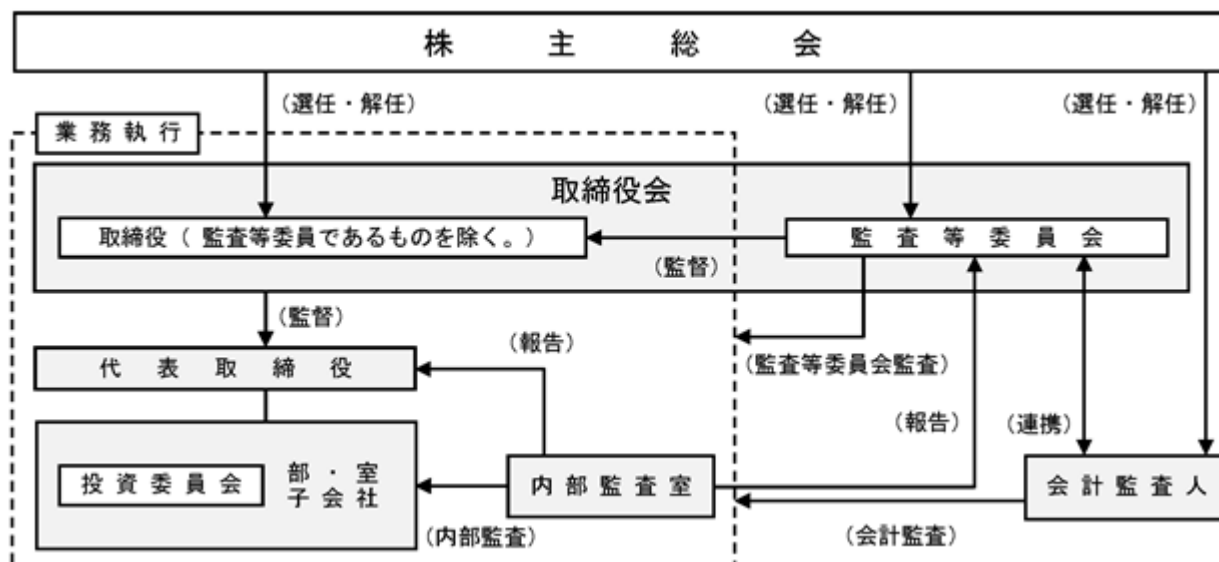 株主総会
(選任・解任)
(選任・解任)
(選任・解任)
業務執行
取締役会
取締役(監査等委員であるものを除く。)
監査等委員会
(監督)
(監督)
(報告)
(監査等委員会監査)
代表取締役
(報告)
(連携)
投資委員会
部・室
子会社
内部監査室
会計監査人
(内部監査)
(会計監査)